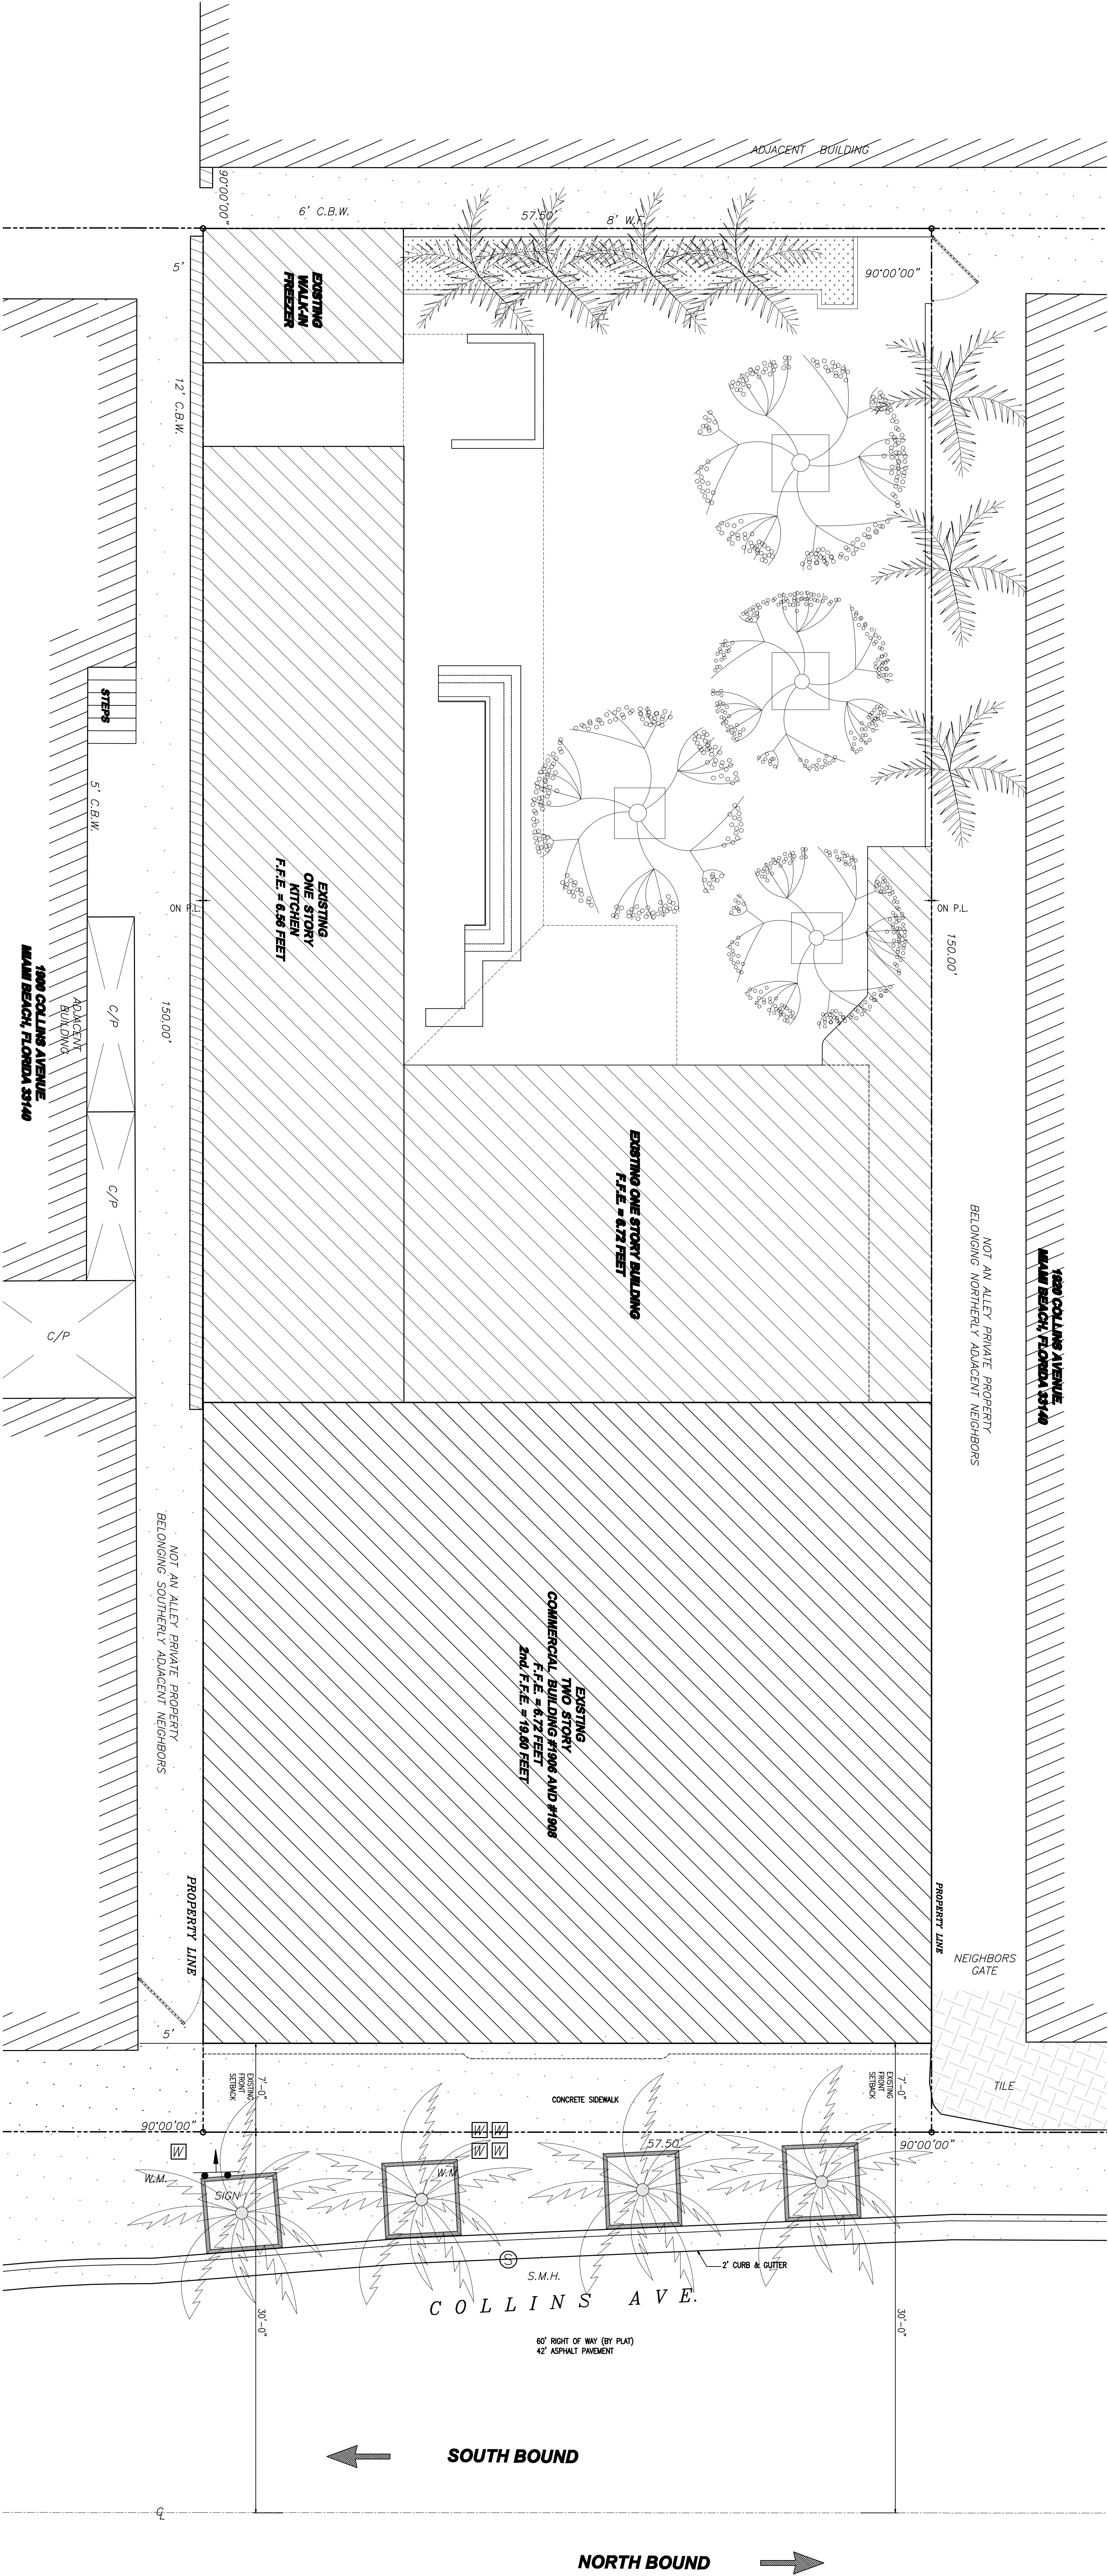 ADJACENT BUILDING
90°00'00"
6' C.B.W.
57.50'
8' W.F.
5'
90°00'00"
EXISTING
WALK-IN
FREEZER
12' C.B.W.
STEPS
5' C.B.W.
EXISTING
ONE STORY
KITCHEN
F.F.E. = 6.56 FEET
ON P.L.
ON P.L.
150.00'
150.00'
1900 COLLINS AVENUE.
MIAMI BEACH, FLORIDA 33140
ADJACENT
BUILDING
C/P
C/P
C/P
EXISTING ONE STORY BUILDING
F.F.E. = 6.72 FEET
NOT AN ALLEY PRIVATE PROPERTY
BELONGING NORTHERLY ADJACENT NEIGHBORS
1920 COLLINS AVENUE.
MIAMI BEACH, FLORIDA 33140
NOT AN ALLEY PRIVATE PROPERTY
BELONGING SOUTHERLY ADJACENT NEIGHBORS
EXISTING
TWO STORY
COMMERCIAL BUILDING #1906 AND #1908
F.F.E. = 6.72 FEET
2nd. F.F.E. = 19.60 FEET
PROPERTY LINE
PROPERTY LINE
NEIGHBORS
GATE
5'
TILE
7'-0"
EXISTING
FRONT
SETBACK
7'-0"
EXISTING
FRONT
SETBACK
CONCRETE SIDEWALK
90°00'00"
57.50'
90°00'00"
W
W
W
W
W
W.M.
W.M.
SIGN
S
S.M.H.
2' CURB & GUTTER
COLLINS AVE.
30'-0"
30'-0"
60' RIGHT OF WAY (BY PLAT)
42' ASPHALT PAVEMENT
SOUTH BOUND
CL
NORTH BOUND